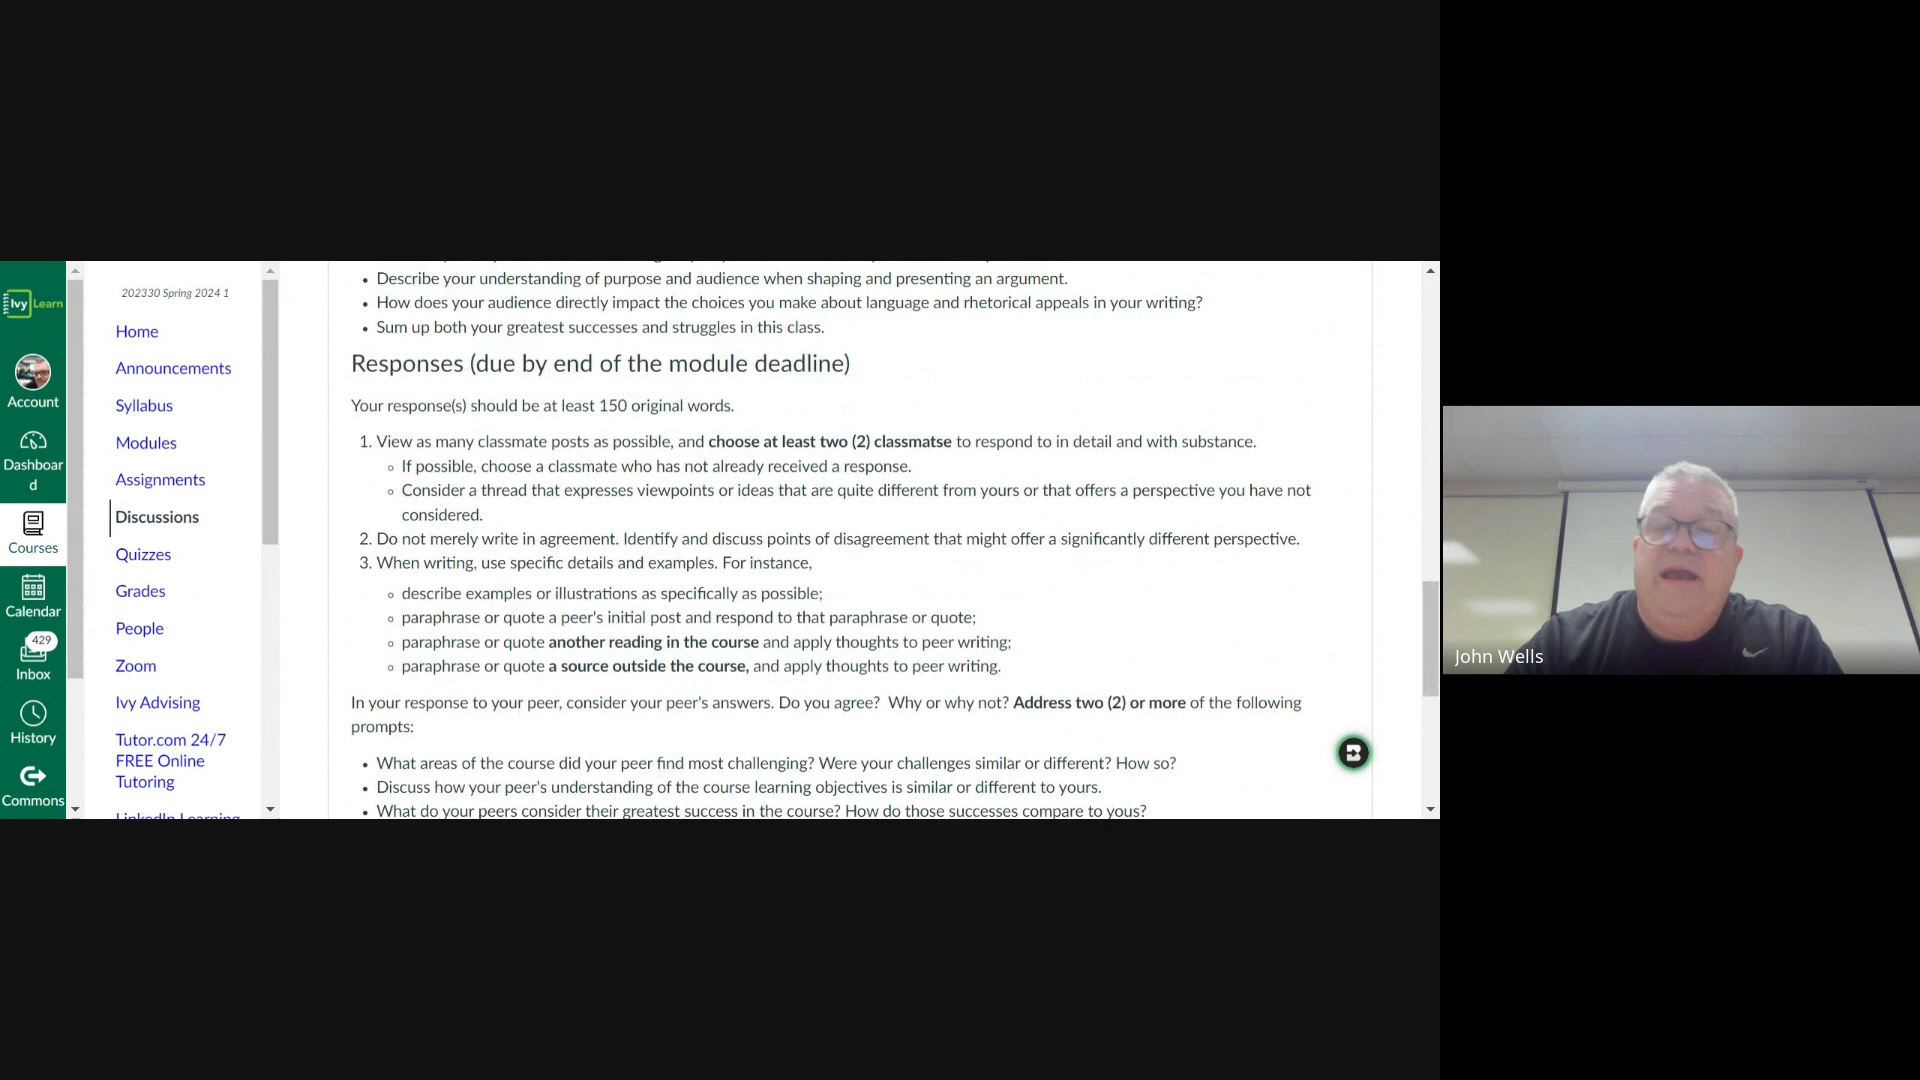 Ivy Learn
Account
Dashboar
d
Courses
Calendar
429
Inbox
History
Commons
202330 Spring 2024 1
Home
Announcements
Syllabus
Modules
Assignments
Discussions
Quizzes
Grades
People
Zoom
Ivy Advising
Tutor.com 24/7
FREE Online
Tutoring
LinkedIn Learning
• Describe your understanding of purpose and audience when shaping and presenting an argument.
• How does your audience directly impact the choices you make about language and rhetorical appeals in your writing?
• Sum up both your greatest successes and struggles in this class.
Responses (due by end of the module deadline)
Your response(s) should be at least 150 original words.
1. View as many classmate posts as possible, and choose at least two (2) classmatse to respond to in detail and with substance.
◦ If possible, choose a classmate who has not already received a response.
◦ Consider a thread that expresses viewpoints or ideas that are quite different from yours or that offers a perspective you have not
considered.
2. Do not merely write in agreement. Identify and discuss points of disagreement that might offer a significantly different perspective.
3. When writing, use specific details and examples. For instance,
◦ describe examples or illustrations as specifically as possible;
◦ paraphrase or quote a peer's initial post and respond to that paraphrase or quote;
◦ paraphrase or quote another reading in the course and apply thoughts to peer writing;
◦ paraphrase or quote a source outside the course, and apply thoughts to peer writing.
In your response to your peer, consider your peer's answers. Do you agree? Why or why not? Address two (2) or more of the following
prompts:
• What areas of the course did your peer find most challenging? Were your challenges similar or different? How so?
• Discuss how your peer's understanding of the course learning objectives is similar or different to yours.
• What do your peers consider their greatest success in the course? How do those successes compare to yous?
John Wells